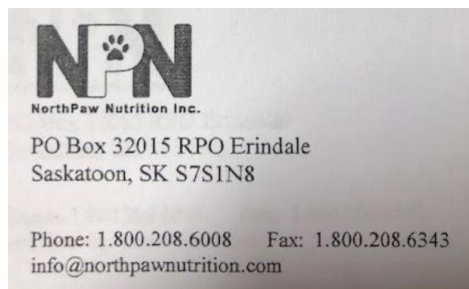 NPN
NorthPaw Nutrition Inc.
PO Box 32015 RPO Erindale
Saskatoon, SK S7S1N8
Phone: 1.800.208.6008 Fax: 1.800.208.6343
info@northpawnutrition.com